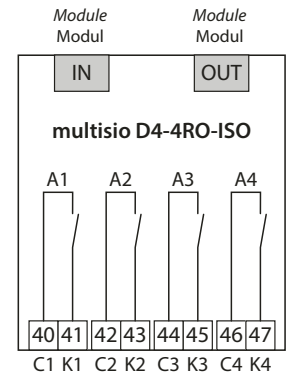 Module Module
Modul Modul
IN OUT
multisio D4-4RO-ISO
A1 A2 A3 A4
40 41 42 43 44 45 46 47
C1 K1 C2 K2 C3 K3 C4 K4